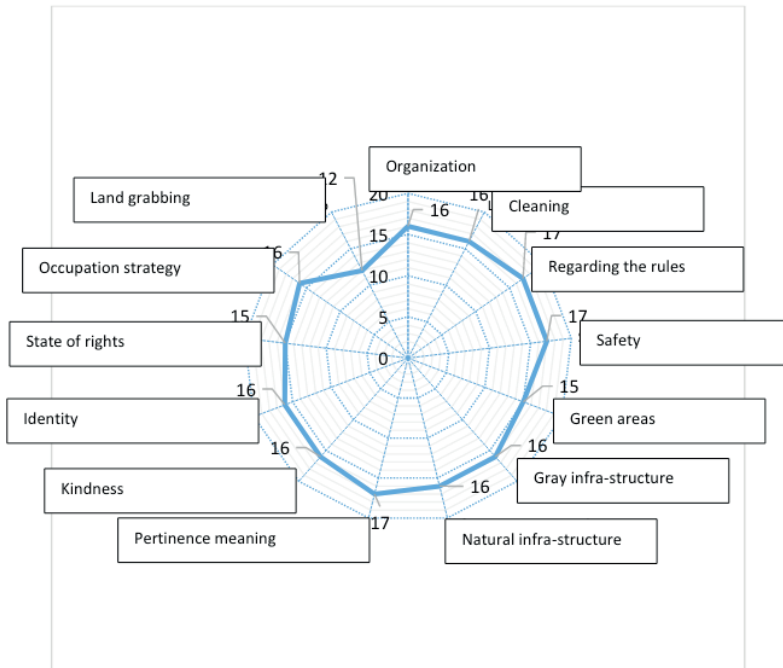 Organization
16
Cleaning
16
Regarding the rules
17
Safety
17
Green areas
15
Gray infra-structure
16
Natural infra-structure
16
Pertinence meaning
17
Kindness
16
Identity
16
State of rights
15
Occupation strategy
16
Land grabbing
12
20
15
10
5
0